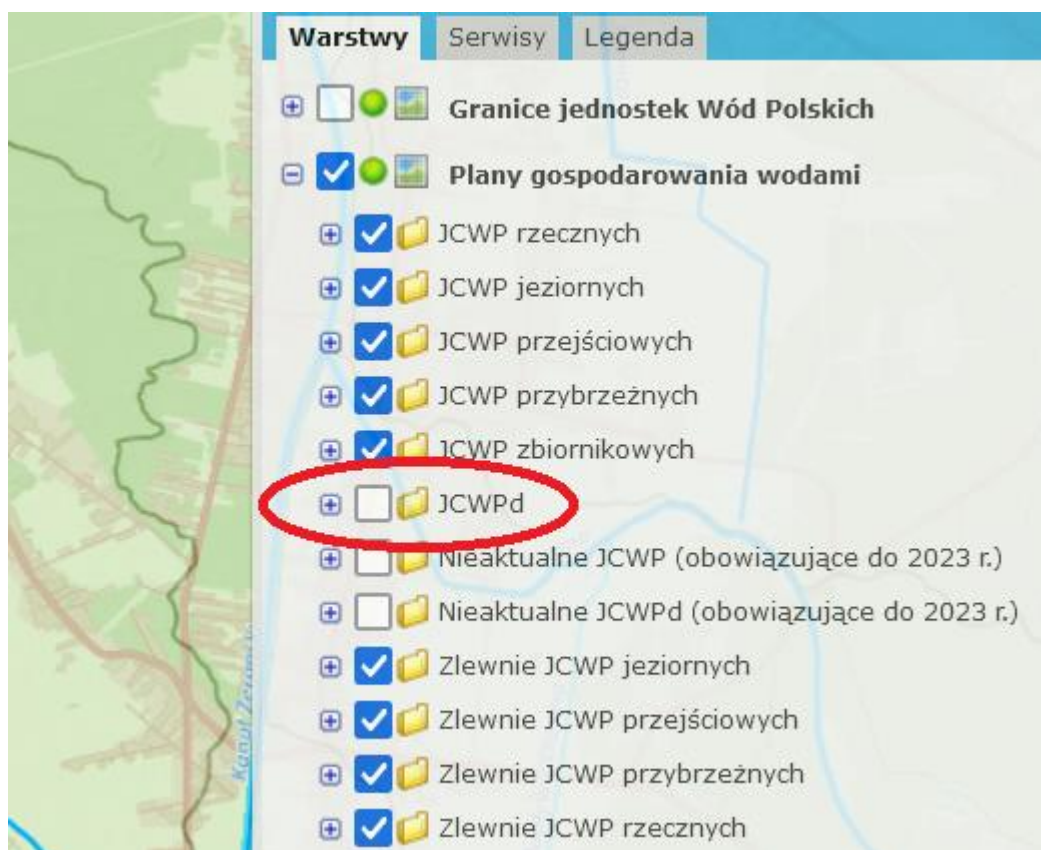 Warstwy Serwisy Legenda
Granice jednostek Wód Polskich
Plany gospodarowania wodami
JCWP rzecznych
JCWP jeziornych
JCWP przejściowych
JCWP przybrzeżnych
JCWP zbiornikowych
JCWPd
Nieaktualne JCWP (obowiązujące do 2023 r.)
Nieaktualne JCWPd (obowiązujące do 2023 r.)
Zlewnie JCWP jeziornych
Zlewnie JCWP przejściowych
Zlewnie JCWP przybrzeżnych
Zlewnie JCWP rzecznych
Kanał